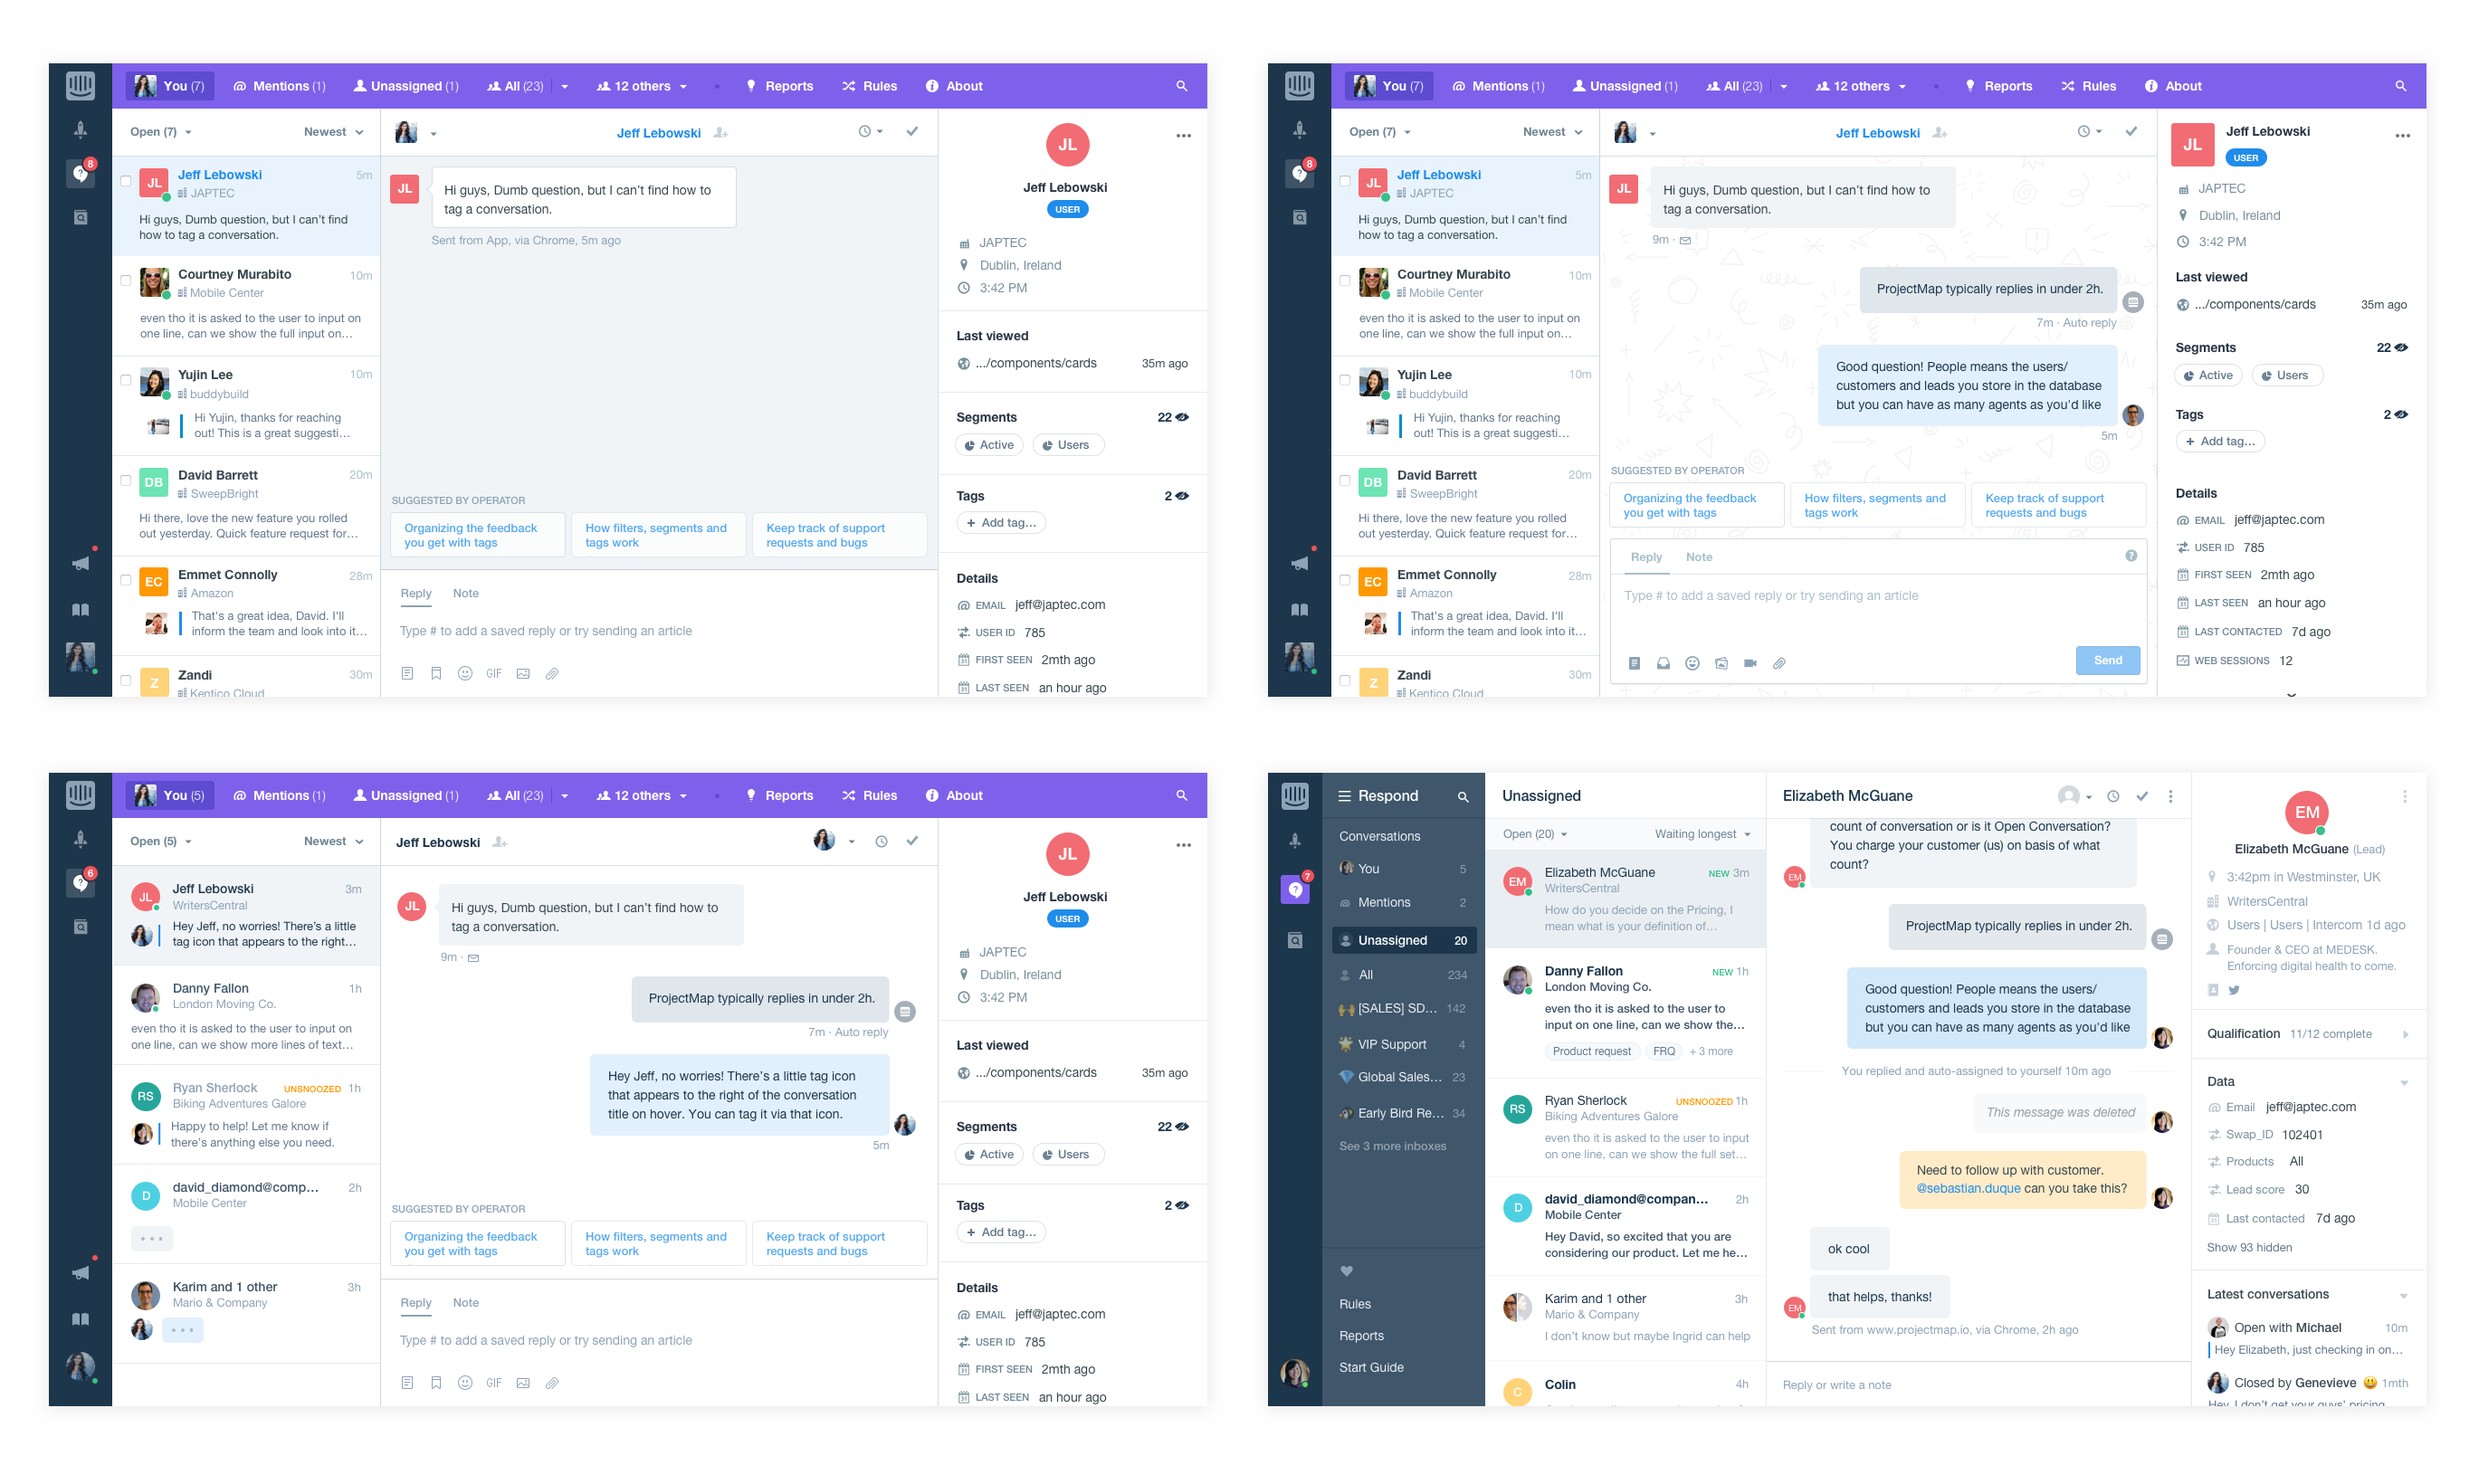 You (7)
@ Mentions (1)
Unassigned (1)
All (23)
12 others
Reports
Rules
About
8
Open (7)
Newest
JL
Jeff Lebowski
5m
JAPTEC
Hi guys, Dumb question, but I can't find
how to tag a conversation.
Courtney Murabito
10m
Mobile Center
even tho it is asked to the user to input on
one line, can we show the full input on…
Yujin Lee
10m
buddybuild
Hi Yujin, thanks for reaching
out! This is a great suggesti…
DB
David Barrett
20m
SweepBright
Hi there, love the new feature you rolled
out yesterday. Quick feature request for…
EC
Emmet Connolly
28m
Amazon
That's a great idea, David. I'll
inform the team and look into it…
Z
Zandi
30m
Kentico Cloud
Jeff Lebowski
JL
Hi guys, Dumb question, but I can't find how to
tag a conversation.
Sent from App, via Chrome, 5m ago
SUGGESTED BY OPERATOR
Organizing the feedback
you get with tags
How filters, segments and
tags work
Keep track of support
requests and bugs
Reply
Note
Type # to add a saved reply or try sending an article
GIF
JL
Jeff Lebowski
USER
JAPTEC
Dublin, Ireland
3:42 PM
Last viewed
.../components/cards
35m ago
Segments
22
Active
Users
Tags
2
+ Add tag...
Details
@ EMAIL jeff@japtec.com
USER ID 785
FIRST SEEN 2mth ago
LAST SEEN an hour ago
You (7)
@ Mentions (1)
Unassigned (1)
All (23)
12 others
Reports
Rules
About
8
Open (7)
Newest
JL
Jeff Lebowski
5m
JAPTEC
Hi guys, Dumb question, but I can't find
how to tag a conversation.
Courtney Murabito
10m
Mobile Center
even tho it is asked to the user to input on
one line, can we show the full input on…
Yujin Lee
10m
buddybuild
Hi Yujin, thanks for reaching
out! This is a great suggesti…
DB
David Barrett
20m
SweepBright
Hi there, love the new feature you rolled
out yesterday. Quick feature request for…
EC
Emmet Connolly
28m
Amazon
That's a great idea, David. I'll
inform the team and look into it…
Z
Zandi
30m
Kentico Cloud
Jeff Lebowski
JL
Hi guys, Dumb question, but I can't find how to
tag a conversation.
9m ·
ProjectMap typically replies in under 2h.
7m · Auto reply
Good question! People means the users/
customers and leads you store in the database
but you can have as many agents as you'd like
5m
SUGGESTED BY OPERATOR
Organizing the feedback
you get with tags
How filters, segments and
tags work
Keep track of support
requests and bugs
Reply
Note
Type # to add a saved reply or try sending an article
Send
JL
Jeff Lebowski
USER
JAPTEC
Dublin, Ireland
3:42 PM
Last viewed
.../components/cards
35m ago
Segments
22
Active
Users
Tags
2
+ Add tag...
Details
@ EMAIL jeff@japtec.com
USER ID 785
FIRST SEEN 2mth ago
LAST SEEN an hour ago
LAST CONTACTED 7d ago
WEB SESSIONS 12
You (5)
@ Mentions (1)
Unassigned (1)
All (23)
12 others
Reports
Rules
About
6
Open (5)
Newest
JL
Jeff Lebowski
3m
WritersCentral
Hey Jeff, no worries! There's a little
tag icon that appears to the right…
Danny Fallon
1h
London Moving Co.
even tho it is asked to the user to input on
one line, can we show more lines of text…
RS
Ryan Sherlock
UNSNOOZED 1h
Biking Adventures Galore
Happy to help! Let me know if
there's anything else you need.
D
david_diamond@comp…
2h
Mobile Center
Karim and 1 other
3h
Mario & Company
Jeff Lebowski
JL
Hi guys, Dumb question, but I can't find how to
tag a conversation.
9m ·
ProjectMap typically replies in under 2h.
7m · Auto reply
Hey Jeff, no worries! There's a little tag icon
that appears to the right of the conversation
title on hover. You can tag it via that icon.
5m
SUGGESTED BY OPERATOR
Organizing the feedback
you get with tags
How filters, segments and
tags work
Keep track of support
requests and bugs
Reply
Note
Type # to add a saved reply or try sending an article
GIF
JL
Jeff Lebowski
USER
JAPTEC
Dublin, Ireland
3:42 PM
Last viewed
.../components/cards
35m ago
Segments
22
Active
Users
Tags
2
+ Add tag...
Details
@ EMAIL jeff@japtec.com
USER ID 785
FIRST SEEN 2mth ago
LAST SEEN an hour ago
7
Respond
Conversations
You 5
@ Mentions 2
Unassigned 20
All 234
[SALES] SD… 142
VIP Support 4
Global Sales… 23
Early Bird Re… 34
See 3 more inboxes
Rules
Reports
Start Guide
Unassigned
Open (20)
Waiting longest
EM
Elizabeth McGuane
NEW 3m
WritersCentral
How do you decide on the Pricing, I
mean what is your definition of…
Danny Fallon
NEW 1h
London Moving Co.
even tho it is asked to the user to
input on one line, can we show the…
Product request
FRQ
+ 3 more
RS
Ryan Sherlock
UNSNOOZED 1h
Biking Adventures Galore
even tho it is asked to the user to input
on one line, can we show the full set…
D
david_diamond@compan…
2h
Mobile Center
Hey David, so excited that you are
considering our product. Let me he…
Karim and 1 other
3h
Mario & Company
I don't know but maybe Ingrid can help
C
Colin
4h
Elizabeth McGuane
count of conversation or is it Open Conversation?
You charge your customer (us) on basis of what
count?
EM
ProjectMap typically replies in under 2h.
Good question! People means the users/
customers and leads you store in the database
but you can have as many agents as you'd like
You replied and auto-assigned to yourself 10m ago
This message was deleted
Need to follow up with customer.
@sebastian.duque can you take this?
ok cool
that helps, thanks!
EM
Sent from www.projectmap.io, via Chrome, 2h ago
Reply or write a note
EM
Elizabeth McGuane (Lead)
3:42pm in Westminster, UK
WritersCentral
Users | Users | Intercom 1d ago
Founder & CEO at MEDESK.
Enforcing digital health to come.
Qualification 11/12 complete
Data
@ Email jeff@japtec.com
Swap_ID 102401
Products All
Lead score 30
Last contacted 7d ago
Show 93 hidden
Latest conversations
Open with Michael
10m
Hey Elizabeth, just checking in on…
Closed by Genevieve
1mth
Hey, I don't get your guys' pricing